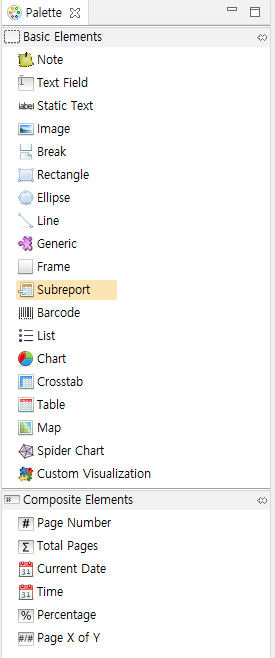 Palette
Basic Elements
Note
Text Field
label Static Text
Image
Break
Rectangle
Ellipse
Line
Generic
Frame
Subreport
Barcode
List
Chart
Crosstab
Table
Map
Spider Chart
Custom Visualization
# Composite Elements
# Page Number
Σ Total Pages
31 Current Date
31 Time
% Percentage
#/# Page X of Y